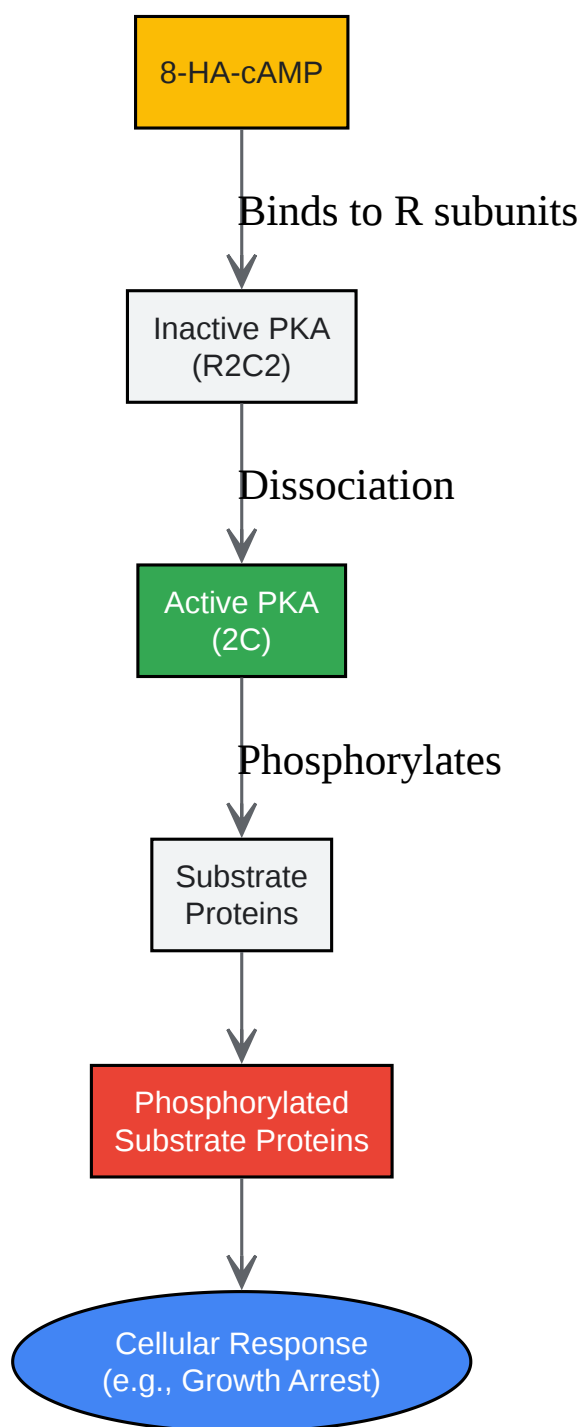 8-HA-cAMP
Binds to R subunits
Inactive PKA
(R2C2)
Dissociation
Active PKA
(2C)
Phosphorylates
Substrate
Proteins
Phosphorylated
Substrate Proteins
Cellular Response
(e.g., Growth Arrest)